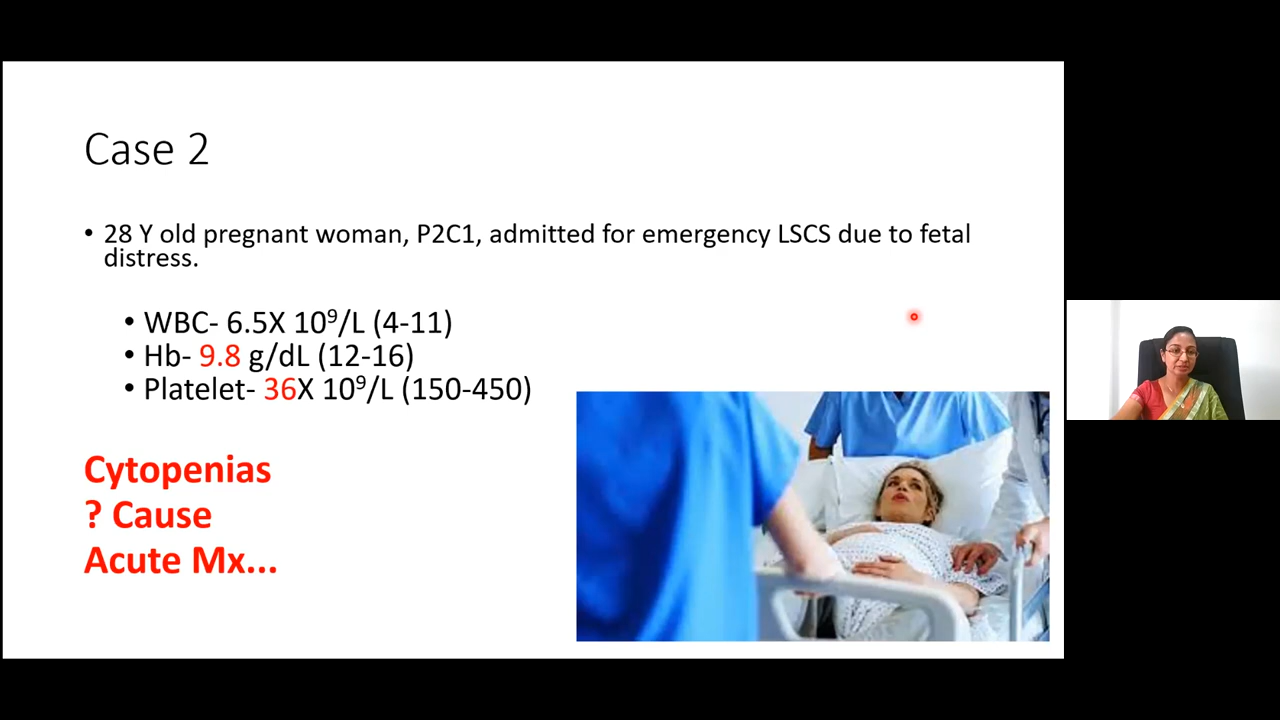 Case 2
• 28 Y old pregnant woman, P2C1, admitted for emergency LSCS due to fetal
distress.
• WBC- 6.5X 10⁹/L (4-11)
• Hb- 9.8 g/dL (12-16)
• Platelet- 36X 10⁹/L (150-450)
Cytopenias
? Cause
Acute Mx...